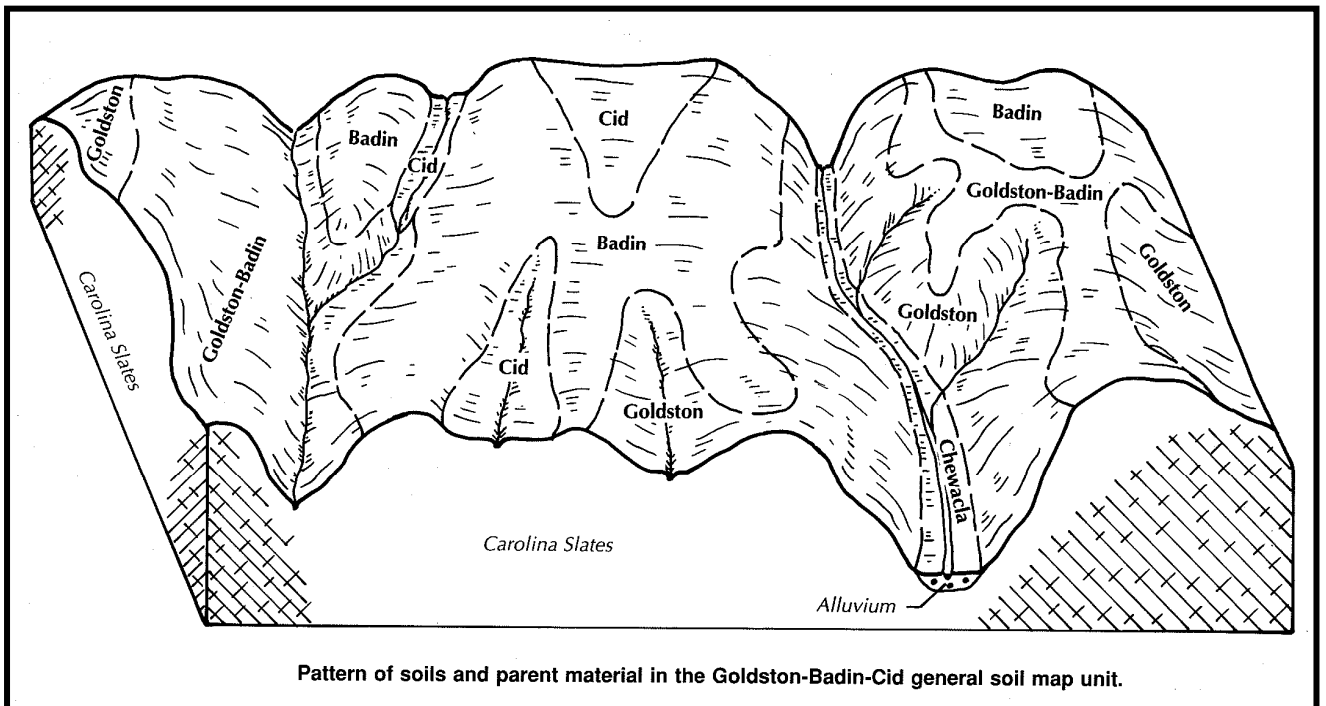 Goldston
Badin
Cid
Cid
Badin
Goldston-Badin
Badin
Goldston-Badin
Goldston
Carolina Slates
Goldston
Cid
Goldston
Chewacla
Carolina Slates
Alluvium
Pattern of soils and parent material in the Goldston-Badin-Cid general soil map unit.